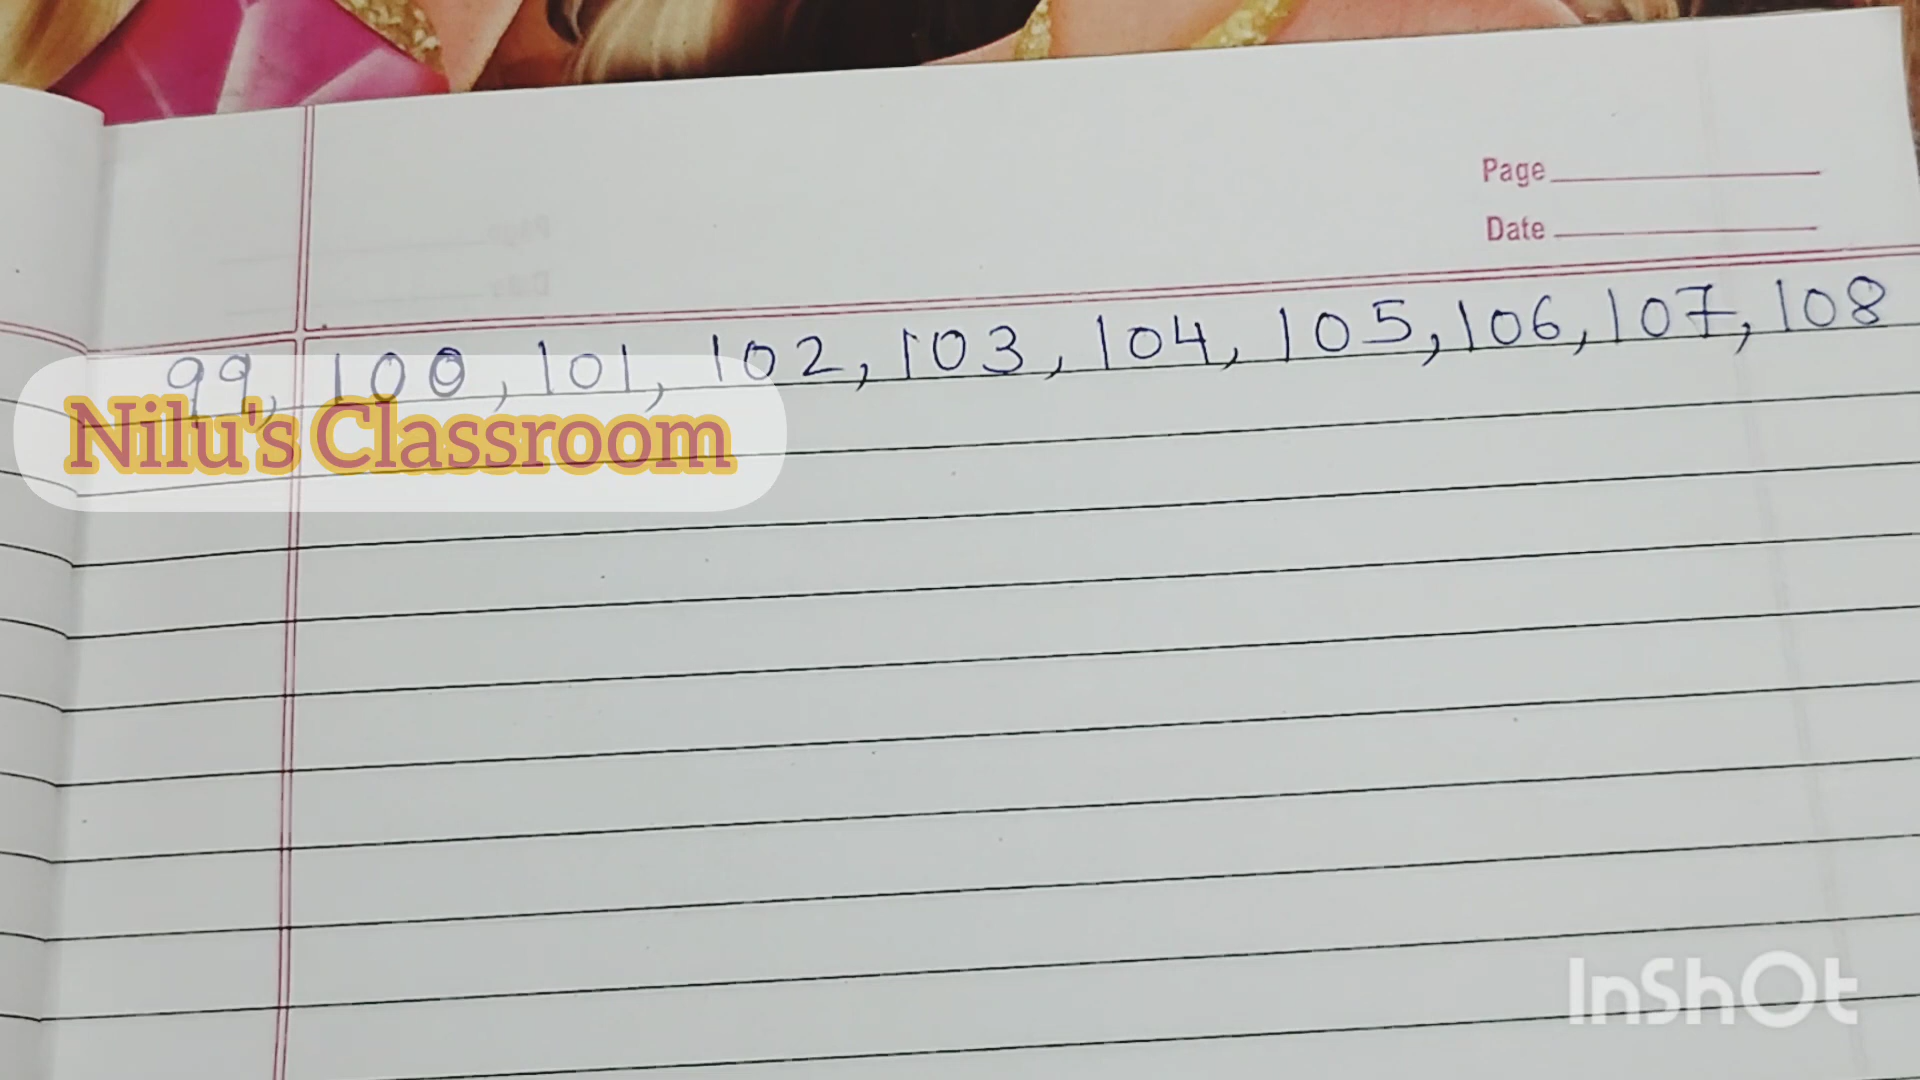 Page
Date
99, 100, 101, 102, 103, 104, 105, 106, 107, 108
Nilu's Classroom
InShOt